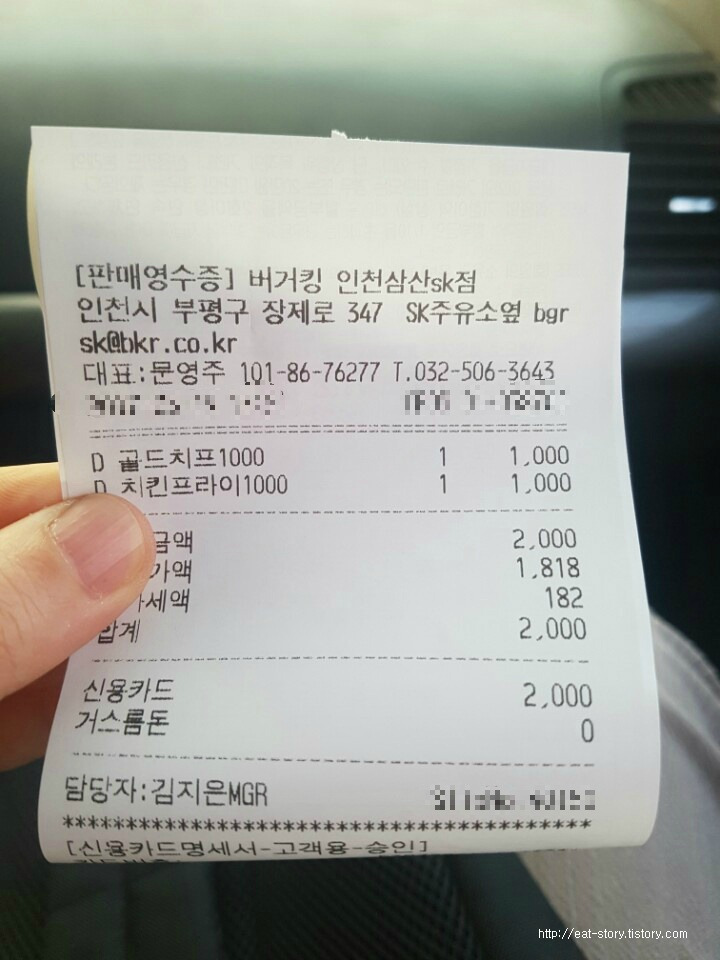 [판매영수증] 버거킹 인천삼산sk점
인천시 부평구 장제로 347 SK주유소옆 bgr
sk@bkr.co.kr
대표:문영주 101-86-76277 T.032-506-3643
D 골드치프1000 1 1,000
D 치킨프라이1000 1 1,000
금액 2,000
가액 1,818
세액 182
합계 2,000
신용카드 2,000
거스름돈 0
담당자:김지은MGR
****************************************
[신용카드명세서-고객용-승인]
http://eat-story.tistory.com